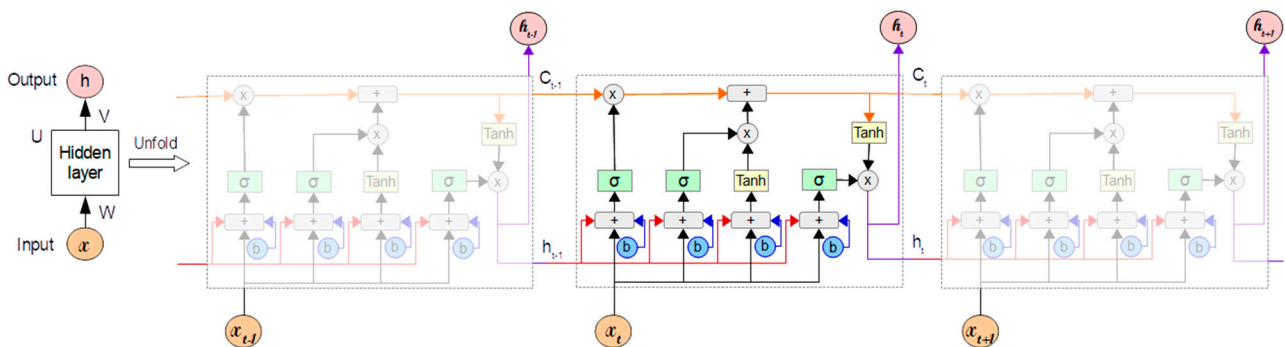 h_{t-1}
h_t
h_{t+1}
Output
h
C_{t-1}
C_t
V
U
Hidden
layer
Unfold
W
Input
x
x + Tanh x
x + Tanh x
x + Tanh x
σ σ Tanh σ x
σ σ Tanh σ x
σ σ Tanh σ x
+ + + +
+ + + +
+ + + +
b b b b
b b b b
b b b b
h_{t-1}
h_t
x_{t-1}
x_t
x_{t+1}